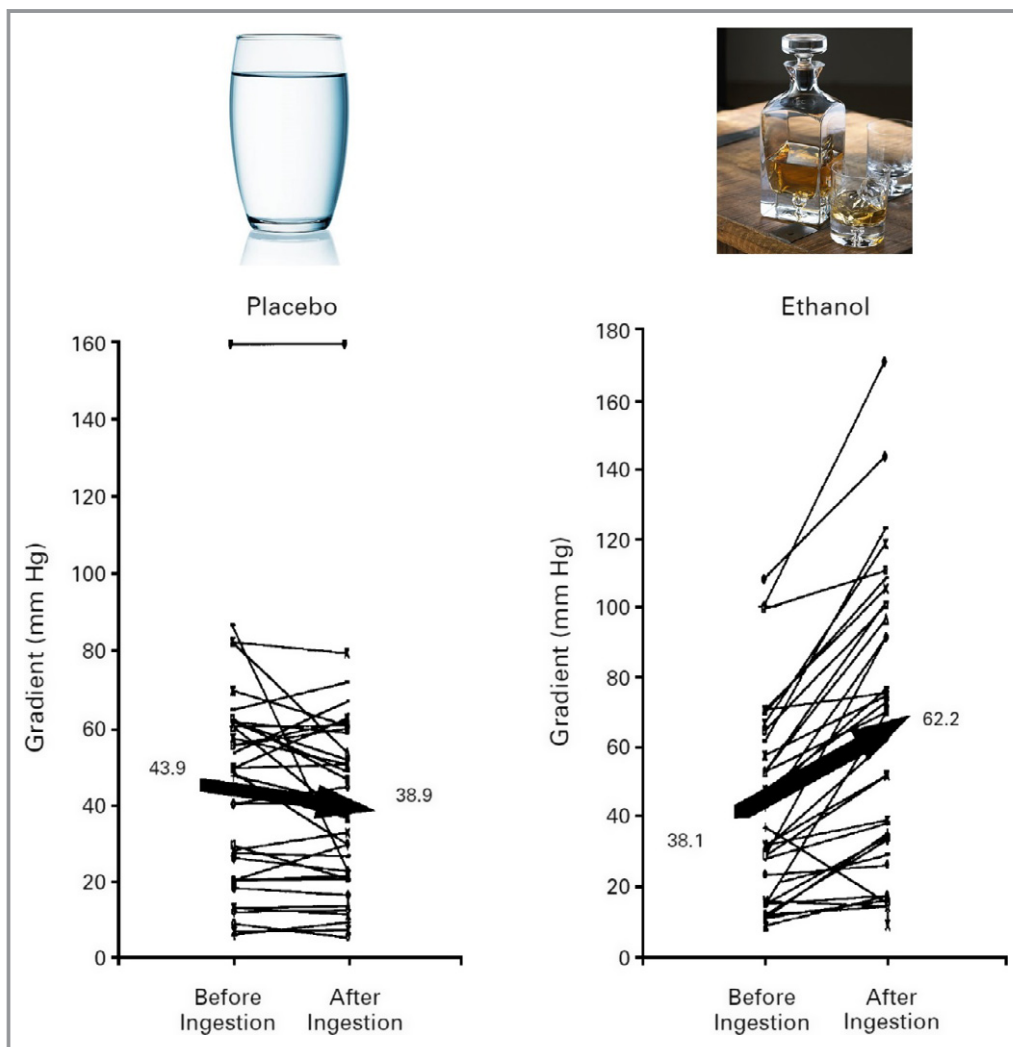 Placebo
Ethanol
Gradient (mm Hg)
160
140
120
100
80
60
40
20
0
43.9
38.9
Before
Ingestion
After
Ingestion
Gradient (mm Hg)
180
160
140
120
100
80
60
40
20
0
38.1
62.2
Before
Ingestion
After
Ingestion